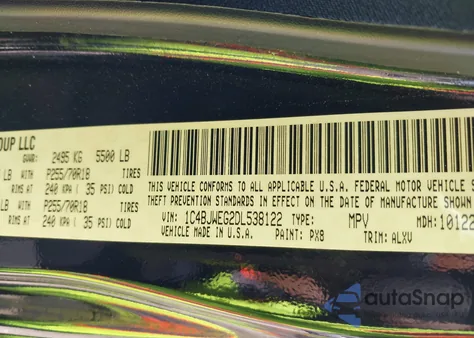 OUP LLC
GVWR: 2495 KG 5500 LB
LB WITH P255/70R18 TIRES
RIMS AT 240 KPA ( 35 PSI) COLD
LB WITH P255/70R18 TIRES
RIMS AT 240 KPA ( 35 PSI) COLD
THIS VEHICLE CONFORMS TO ALL APPLICABLE U.S.A. FEDERAL MOTOR VEHICLE S
THEFT PREVENTION STANDARDS IN EFFECT ON THE DATE OF MANUFACTURE SHOWN
VIN: 1C4BJWEG2DL538122 TYPE: MPV MDH: 10122
VEHICLE MADE IN U.S.A. PAINT: PX8 TRIM: ALXV
autoSnap